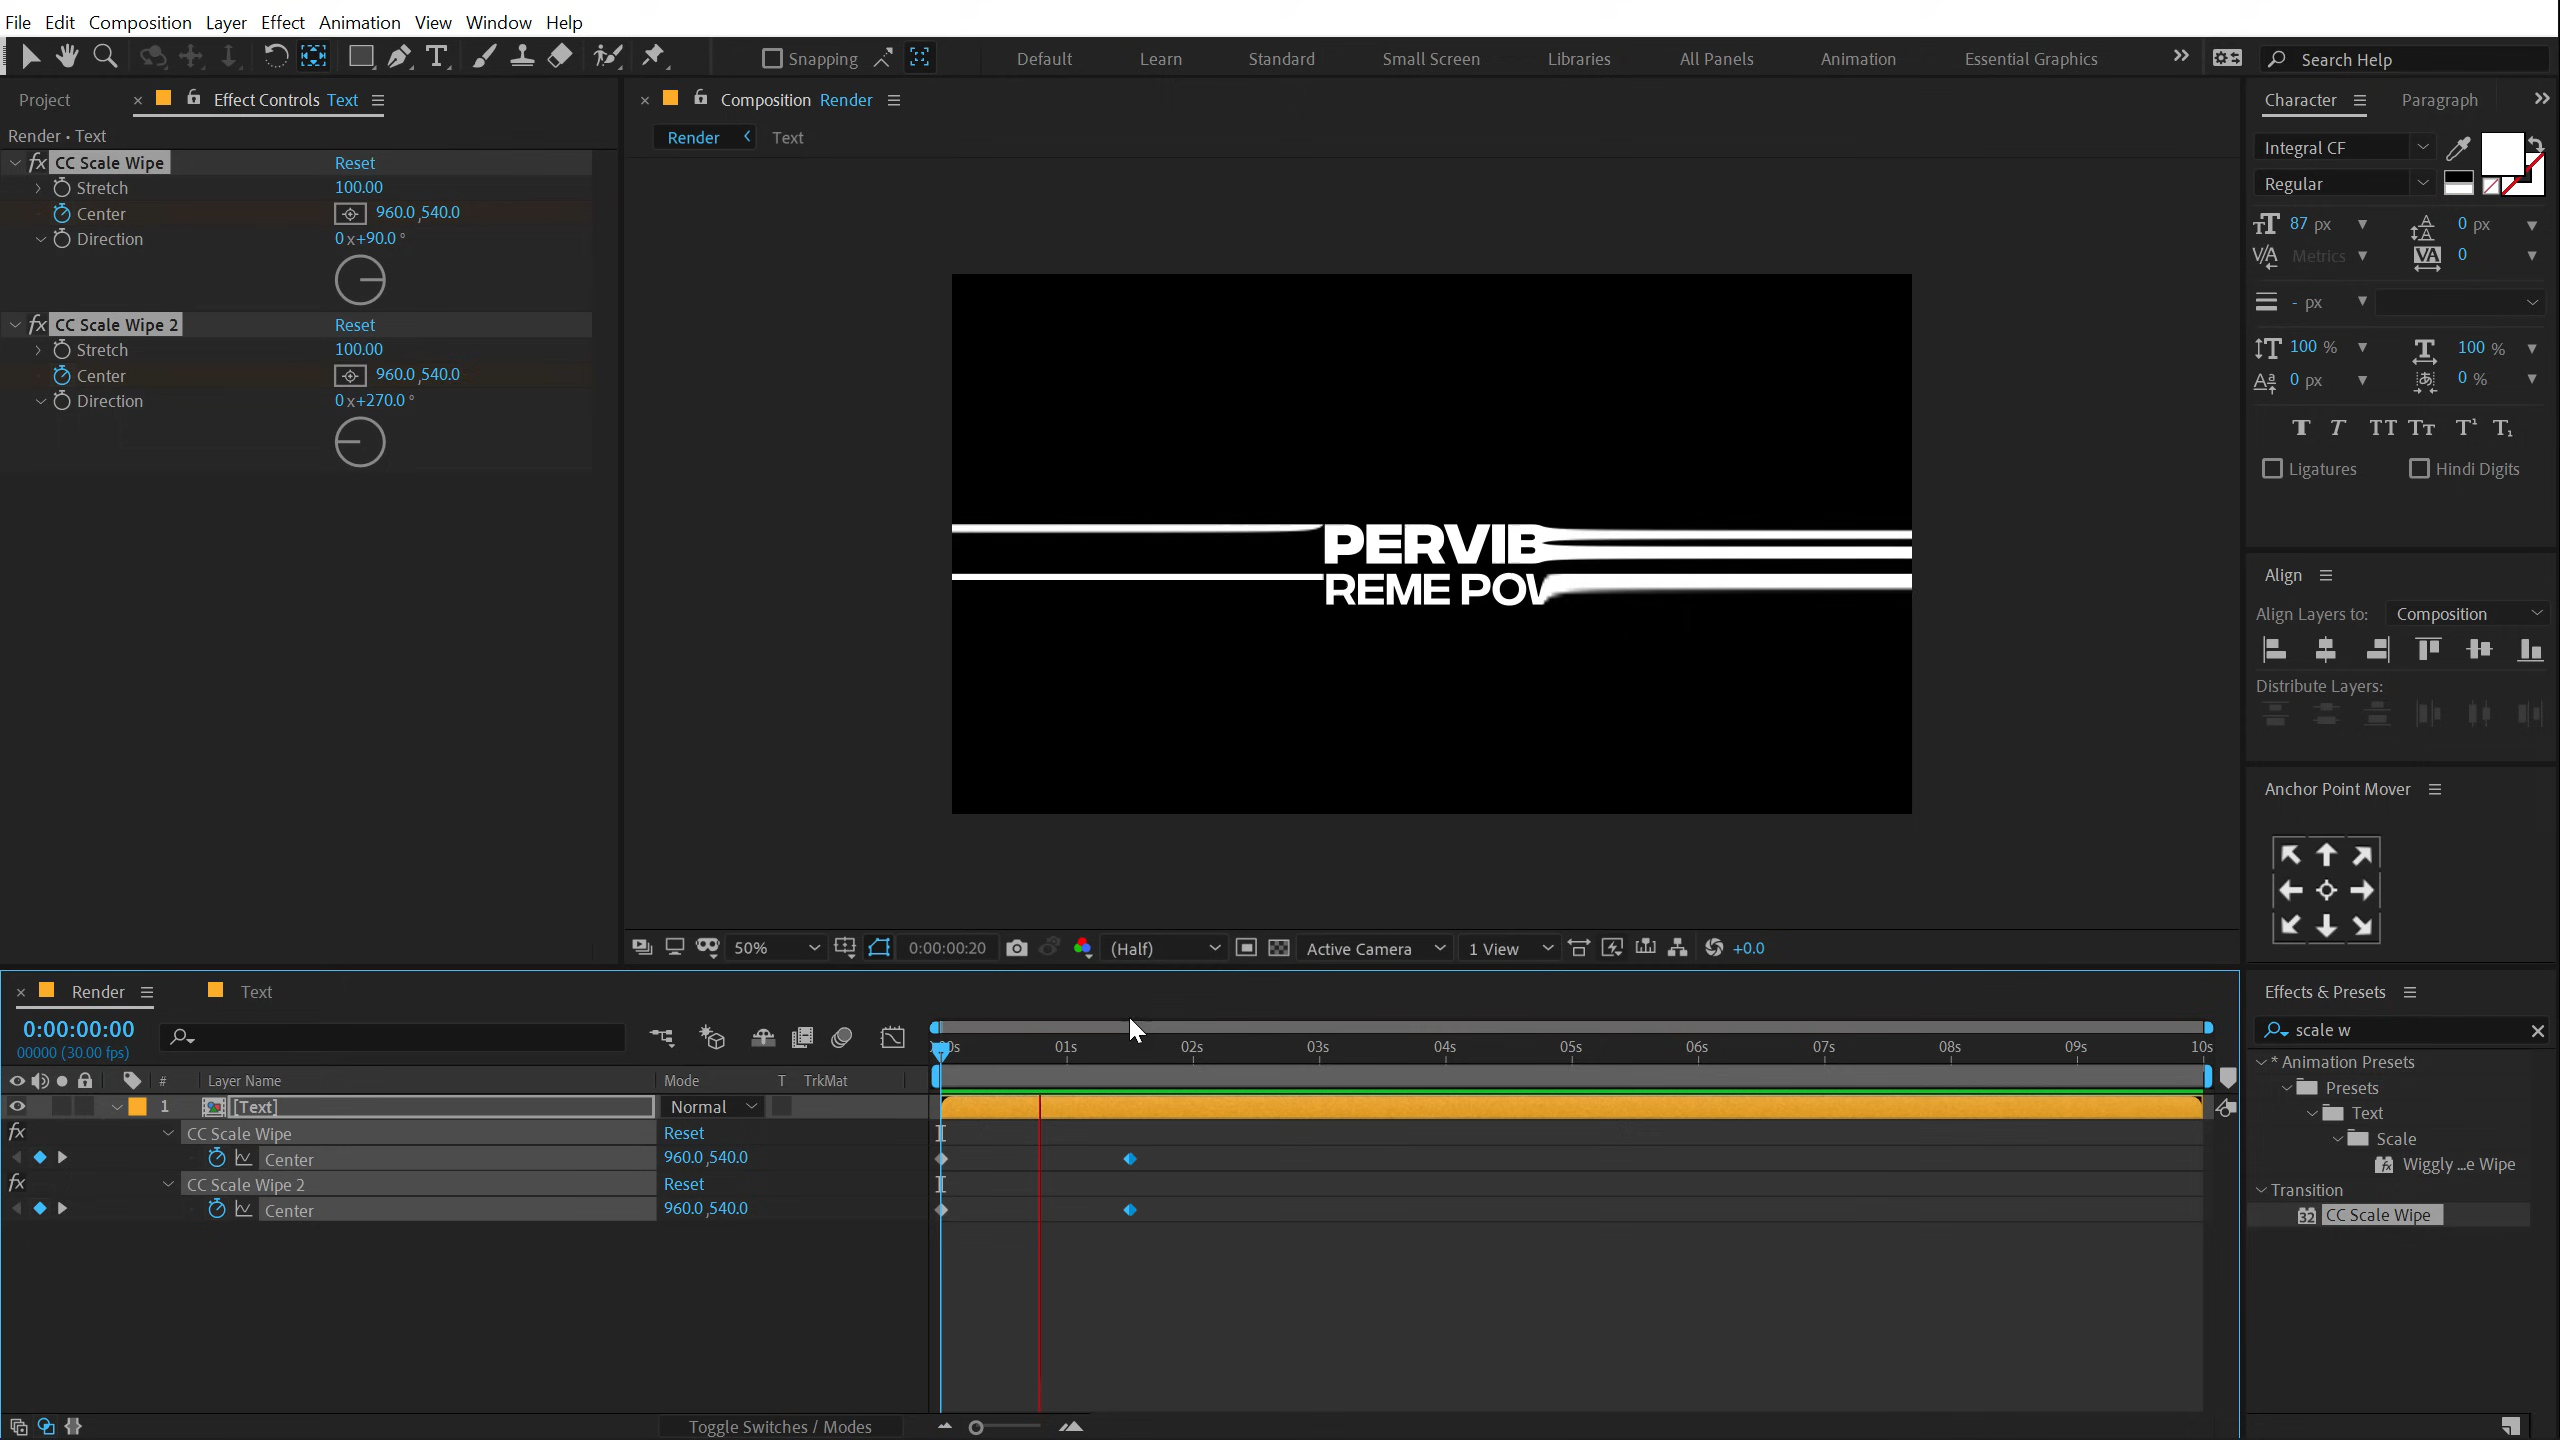 File Edit Composition Layer Effect Animation View Window Help
Snapping Default Learn Standard Small Screen Libraries All Panels Animation Essential Graphics Search Help
Project Effect Controls Text
Render • Text
fx CC Scale Wipe Reset
Stretch 100.00
Center 960.0 ,540.0
Direction 0 x+90.0 °
fx CC Scale Wipe 2 Reset
Stretch 100.00
Center 960.0 ,540.0
Direction 0 x+270.0 °
Composition Render
Render Text
PERVIB
REME POW
50% 0:00:00:20 (Half) Active Camera 1 View +0.0
Character Paragraph
Integral CF
Regular
87 px 0 px
Metrics 0
- px
100 % 100 %
0 px 0 %
Ligatures Hindi Digits
Align
Align Layers to: Composition
Distribute Layers:
Anchor Point Mover
Render Text
0:00:00:00
00000 (30.00 fps)
00s 01s 02s 03s 04s 05s 06s 07s 08s 09s 10s
# Layer Name Mode T TrkMat
1 [Text] Normal
fx CC Scale Wipe Reset
Center 960.0 ,540.0
fx CC Scale Wipe 2 Reset
Center 960.0 ,540.0
Toggle Switches / Modes
Effects & Presets
scale w
* Animation Presets
Presets
Text
Scale
Wiggly ...e Wipe
Transition
32 CC Scale Wipe